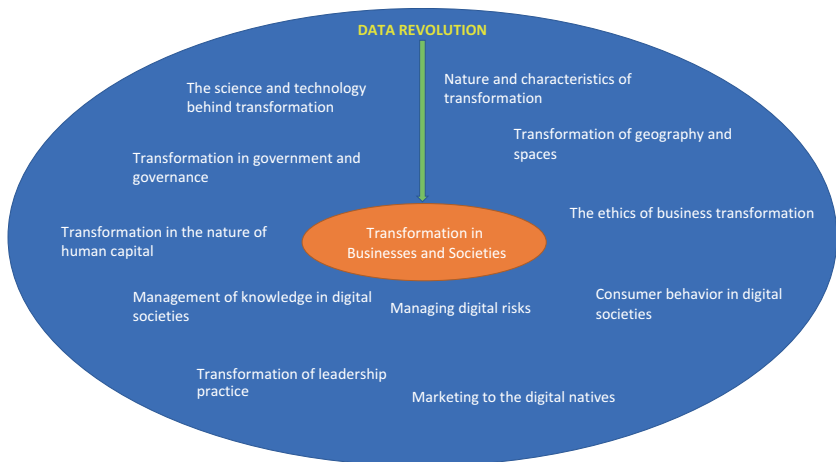 DATA REVOLUTION
The science and technology
behind transformation
Nature and characteristics of
transformation
Transformation of geography and
spaces
Transformation in government and
governance
The ethics of business transformation
Transformation in the nature of
human capital
Transformation in
Businesses and Societies
Management of knowledge in digital
societies
Managing digital risks
Consumer behavior in digital
societies
Transformation of leadership
practice
Marketing to the digital natives